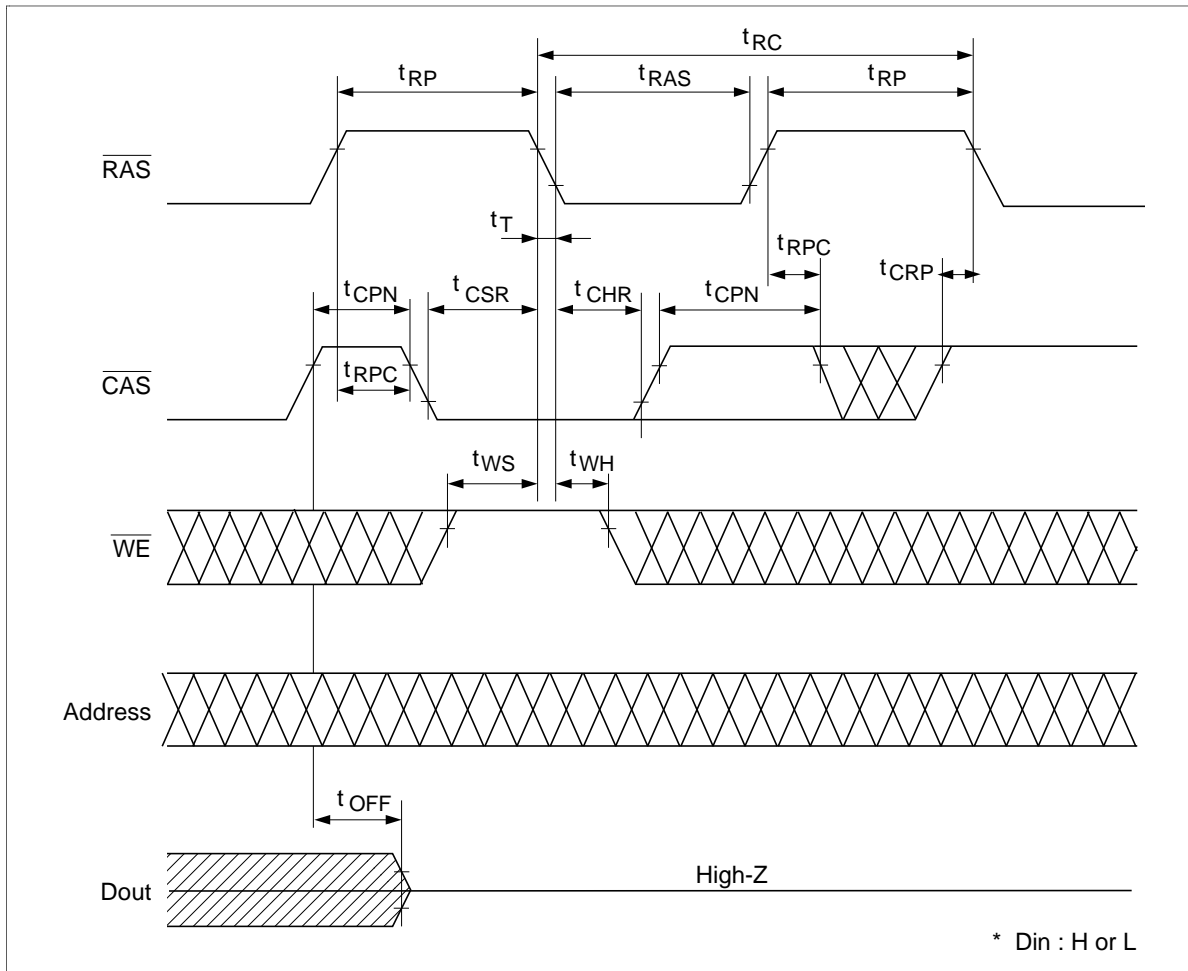 tRC
tRP tRAS tRP
RAS
tT
tRPC
tCRP
tCPN tCSR tCHR tCPN
tRPC
CAS
tWS tWH
WE
Address
tOFF
High-Z
Dout
* Din : H or L